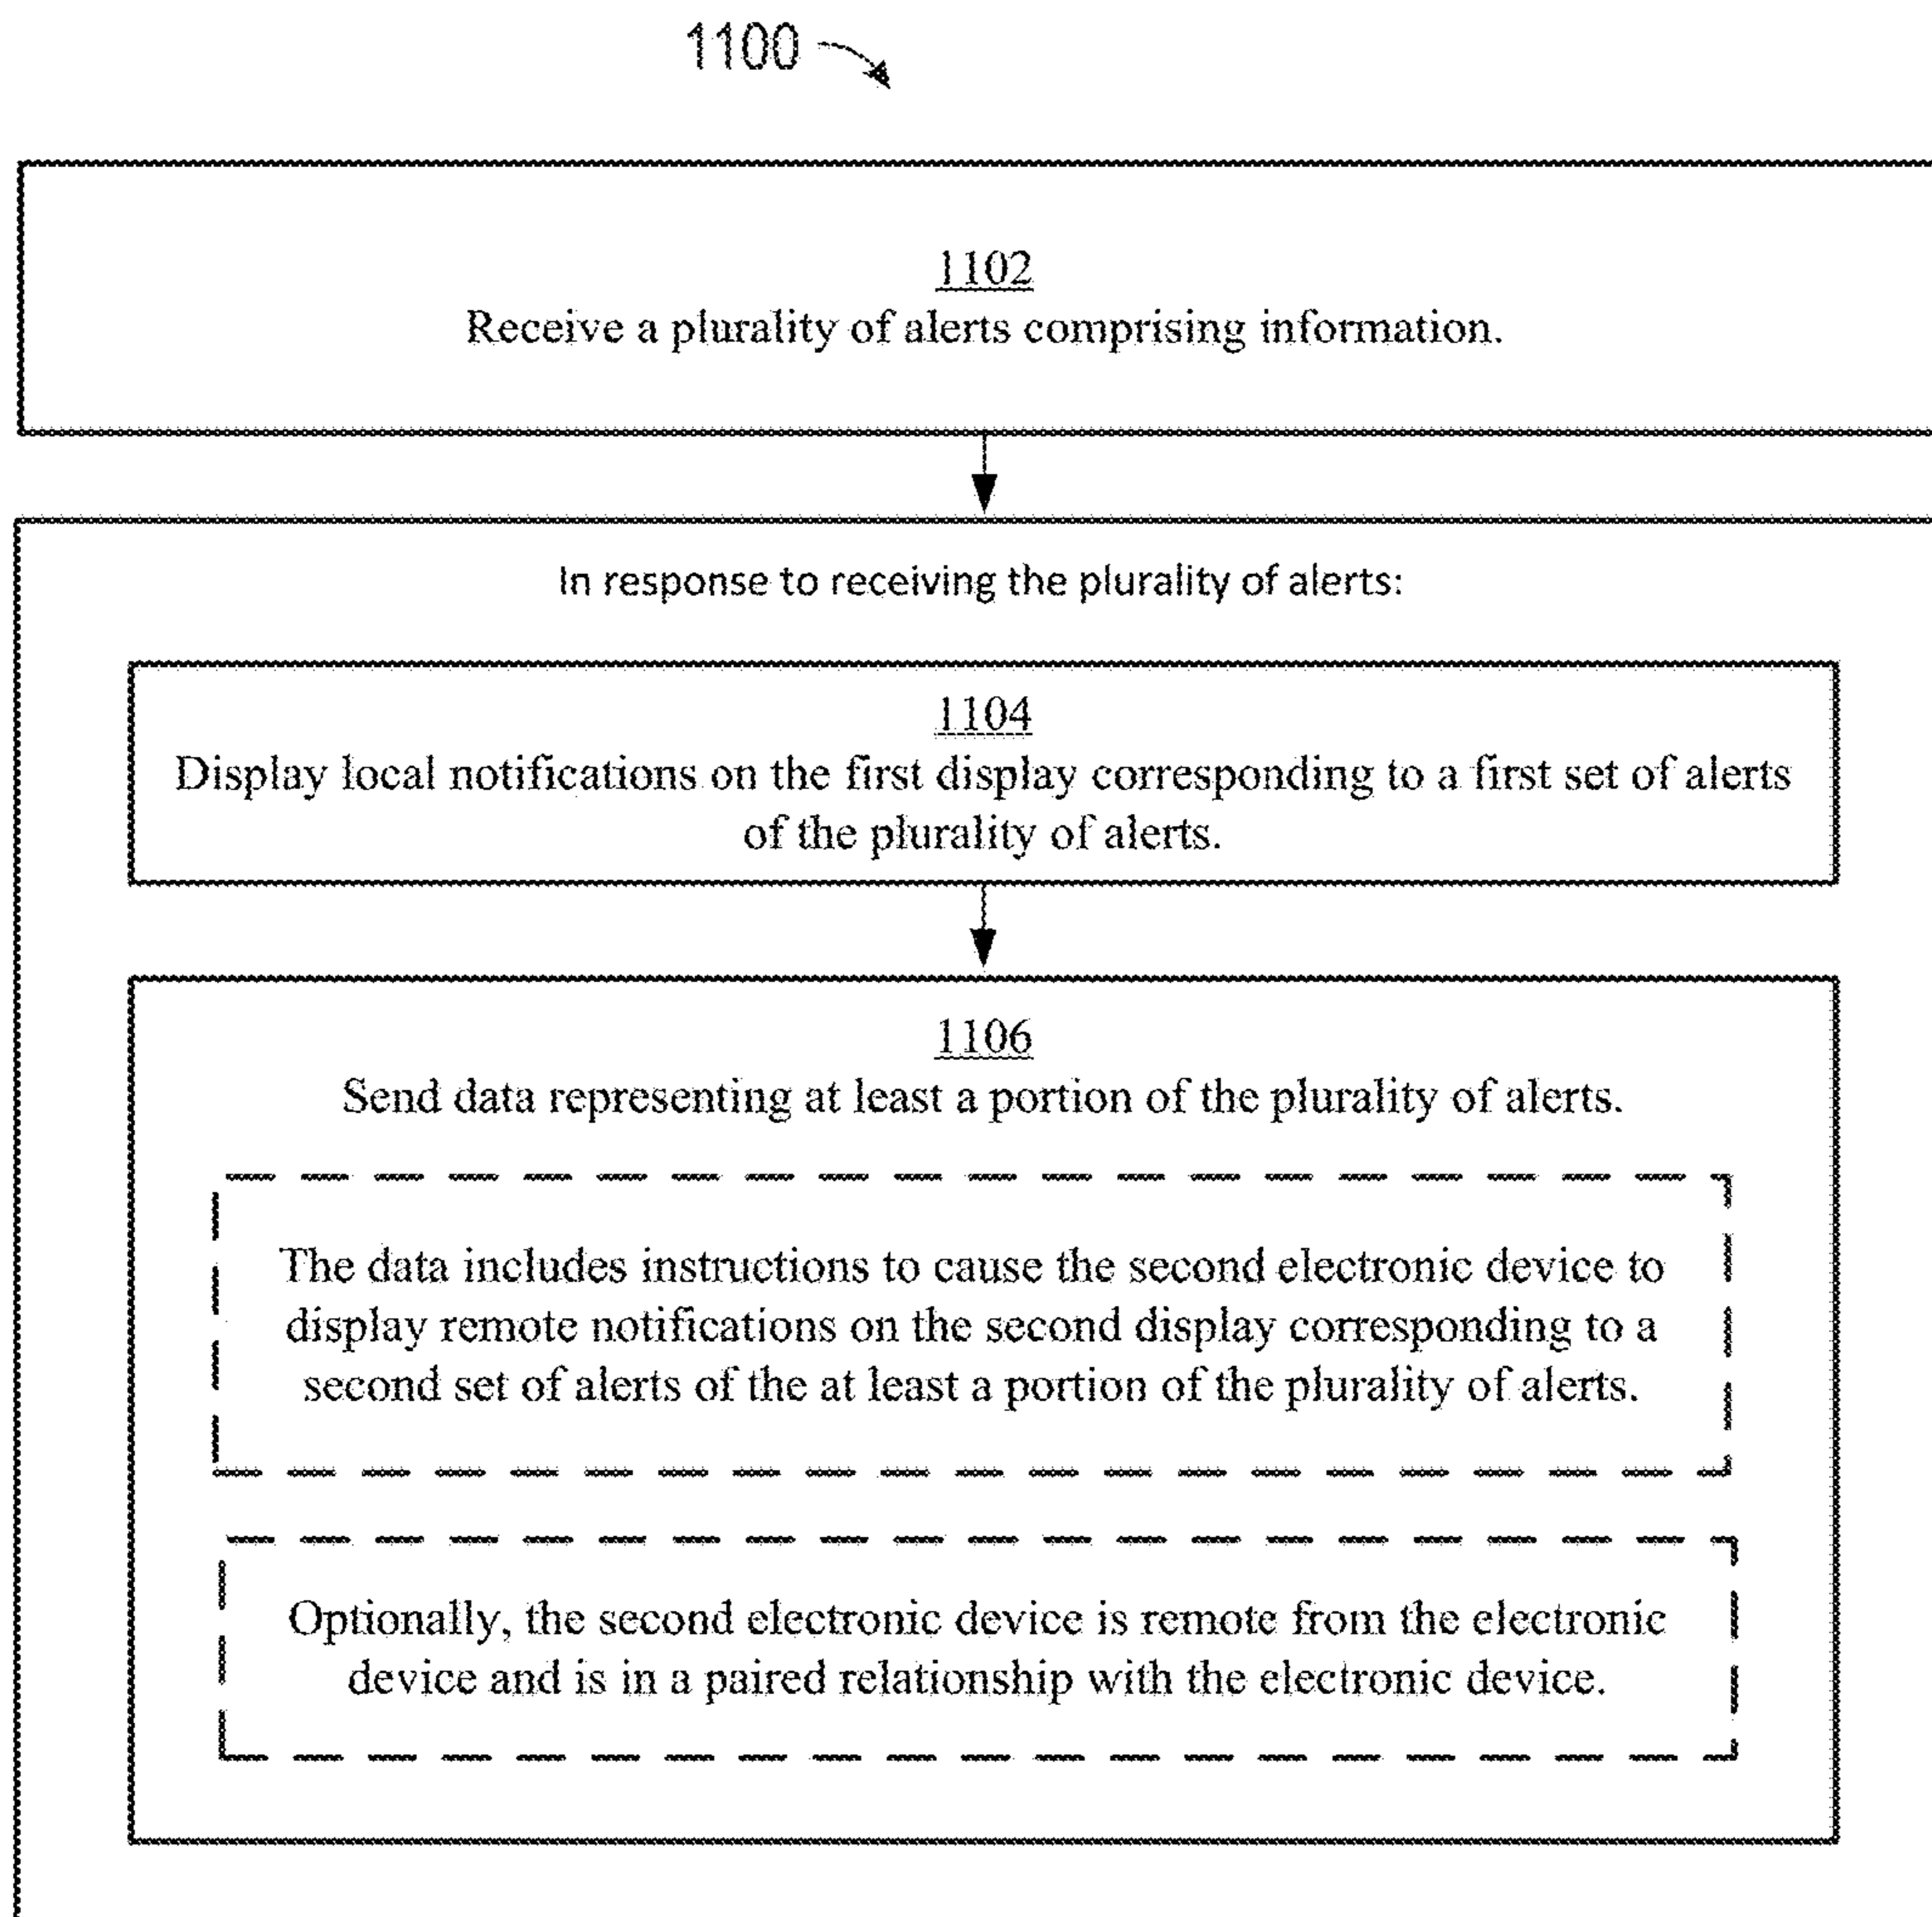 1100
1102
Receive a plurality of alerts comprising information.
In response to receiving the plurality of alerts:
1104
Display local notifications on the first display corresponding to a first set of alerts
of the plurality of alerts.
1106
Send data representing at least a portion of the plurality of alerts.
The data includes instructions to cause the second electronic device to
display remote notifications on the second display corresponding to a
second set of alerts of the at least a portion of the plurality of alerts.
Optionally, the second electronic device is remote from the electronic
device and is in a paired relationship with the electronic device.